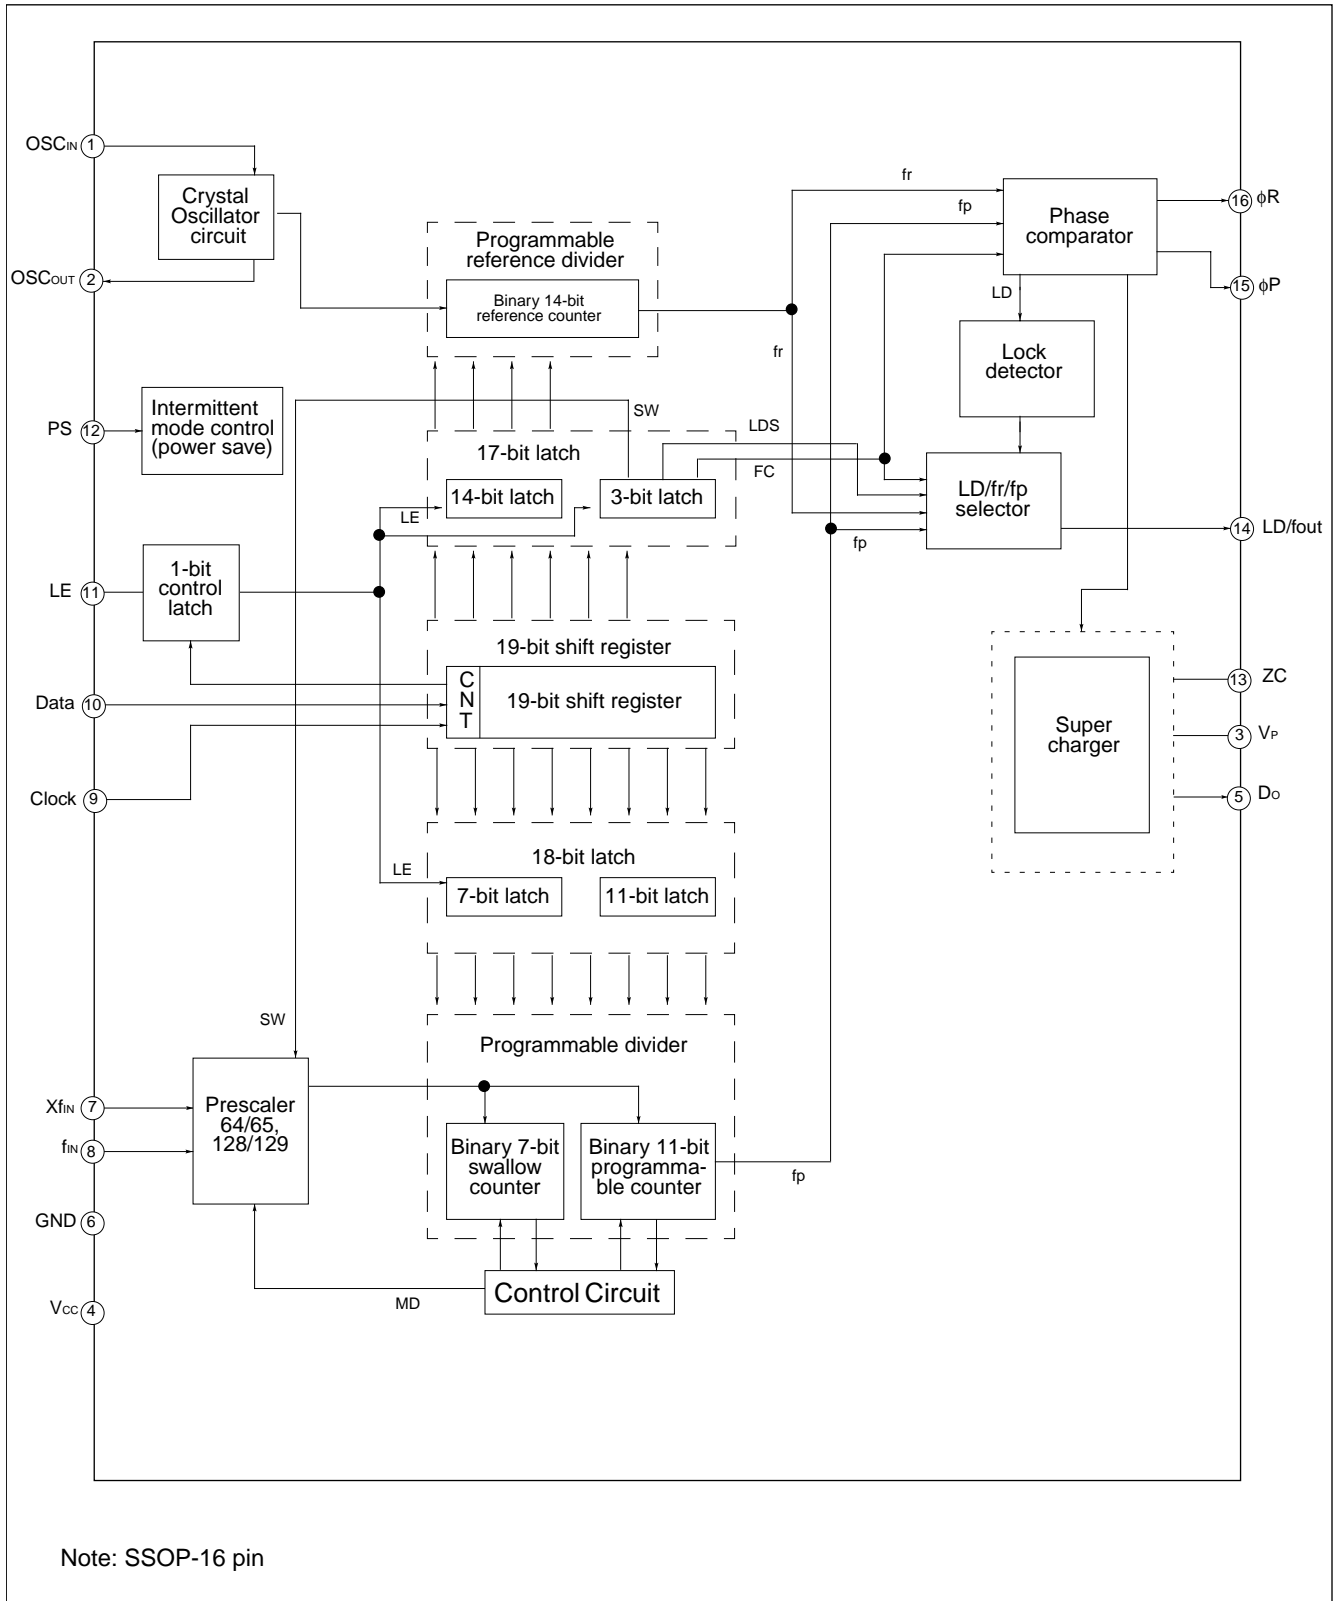 OSCIN 1
Crystal
Oscillator
circuit
OSCOUT 2
Programmable
reference divider
Binary 14-bit
reference counter
fr
fp
fr
Phase
comparator
16 ϕR
15 ϕP
LD
Lock
detector
PS 12
Intermittent
mode control
(power save)
SW
LDS
FC
17-bit latch
14-bit latch
3-bit latch
LE
LD/fr/fp
selector
fp
14 LD/fout
LE 11
1-bit
control
latch
19-bit shift register
C
N
T
19-bit shift register
Data 10
Clock 9
Super
charger
13 ZC
3 VP
5 DO
18-bit latch
LE
7-bit latch
11-bit latch
SW
Programmable divider
XfIN 7
fIN 8
Prescaler
64/65,
128/129
Binary 7-bit
swallow
counter
Binary 11-bit
programma-
ble counter
fp
GND 6
VCC 4
MD
Control Circuit
Note: SSOP-16 pin